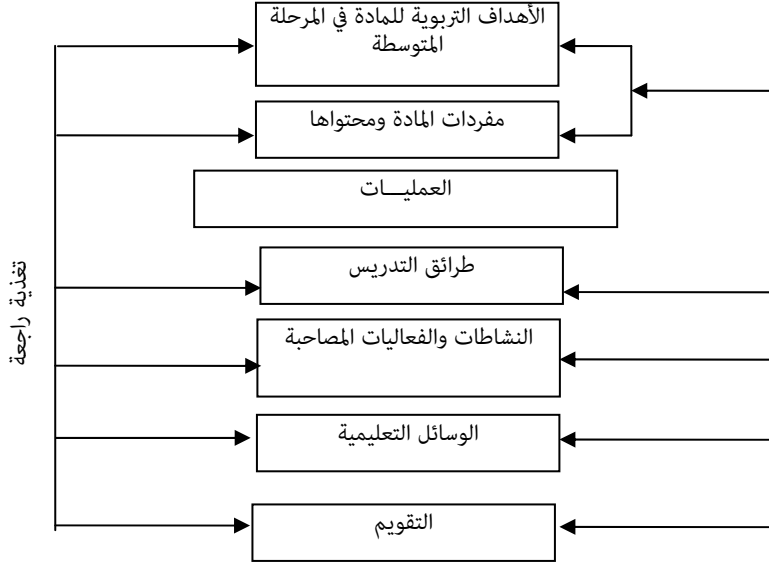 الأهداف التربوية للمادة في المرحلة
المتوسطة
مفردات المادة ومحتواها
العمليـــات
طرائق التدريس
النشاطات والفعاليات المصاحبة
الوسائل التعليمية
التقويم
تغذية راجعة